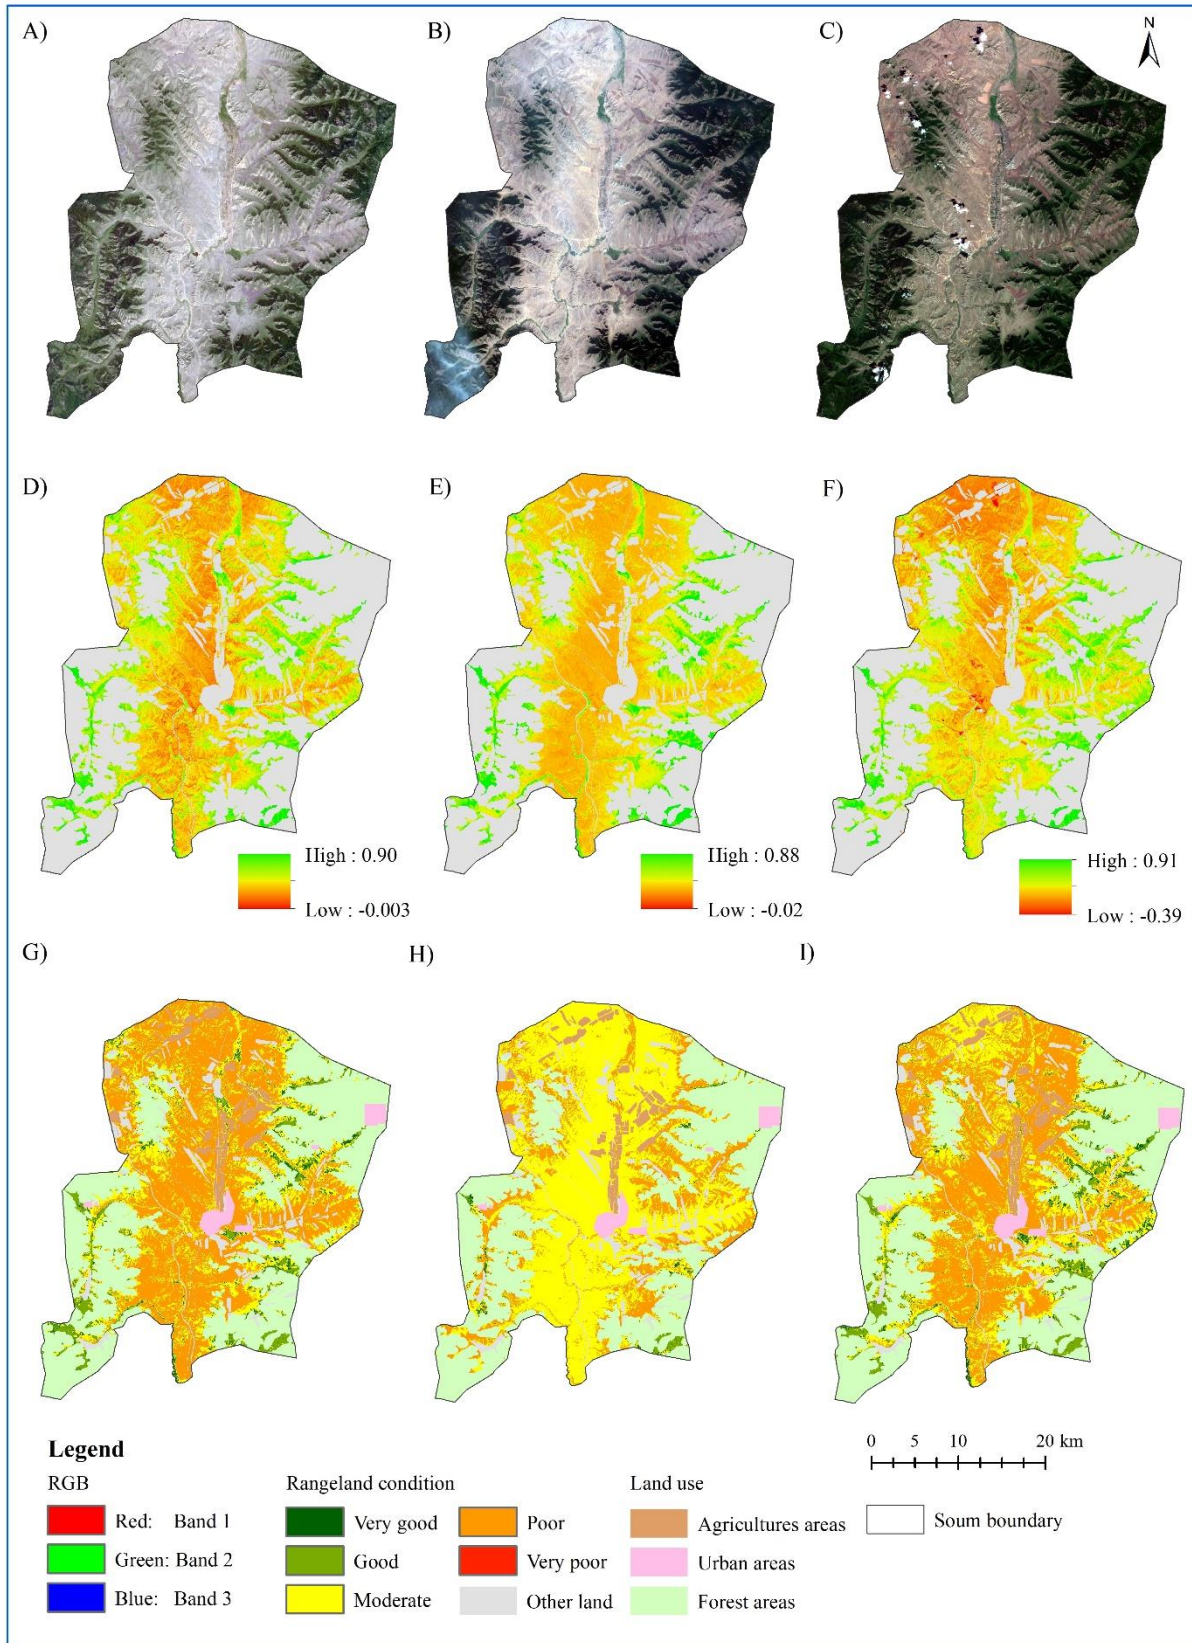 A)
B)
C)
N
D)
E)
F)
High : 0.90
Low : -0.003
High : 0.88
Low : -0.02
High : 0.91
Low : -0.39
G)
H)
I)
Legend
RGB
Red: Band 1
Green: Band 2
Blue: Band 3
Rangeland condition
Very good
Good
Moderate
Poor
Very poor
Other land
Land use
Agricultures areas
Urban areas
Forest areas
0 5 10 20 km
Soum boundary